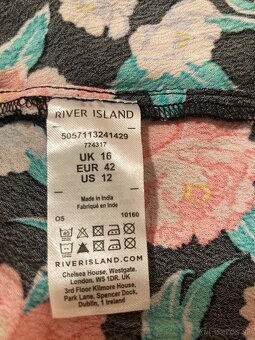 RIVER ISLAND
5057113241429
774317
UK 16
EUR 42
US 12
Made in India
Fabriqué en Inde
OS 10160
RIVERISLAND.COM
Chelsea House, Westgate.
London. W5 1DR. UK
3rd Floor Kilmore House,
Park Lane, Spencer Dock,
Dublin, 1 Ireland